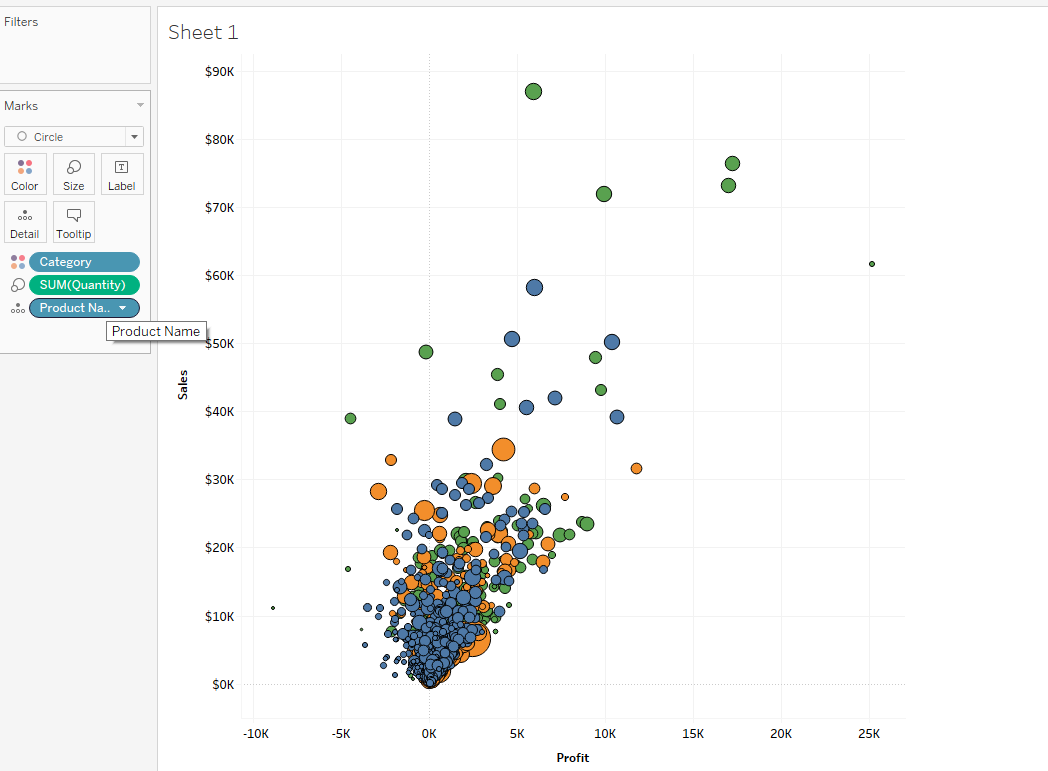 Filters
Marks
Circle
Color Size Label
Detail Tooltip
Category
SUM(Quantity)
Product Na..
Product Name
Sheet 1
$90K
$80K
$70K
$60K
$50K
$40K
$30K
$20K
$10K
$0K
Sales
-10K -5K 0K 5K 10K 15K 20K 25K
Profit